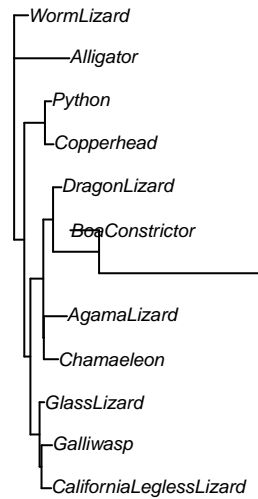 WormLizard
Alligator
Python
Copperhead
DragonLizard
BoaConstrictor
AgamaLizard
Chamaeleon
GlassLizard
Galliwasp
CaliforniaLeglessLizard